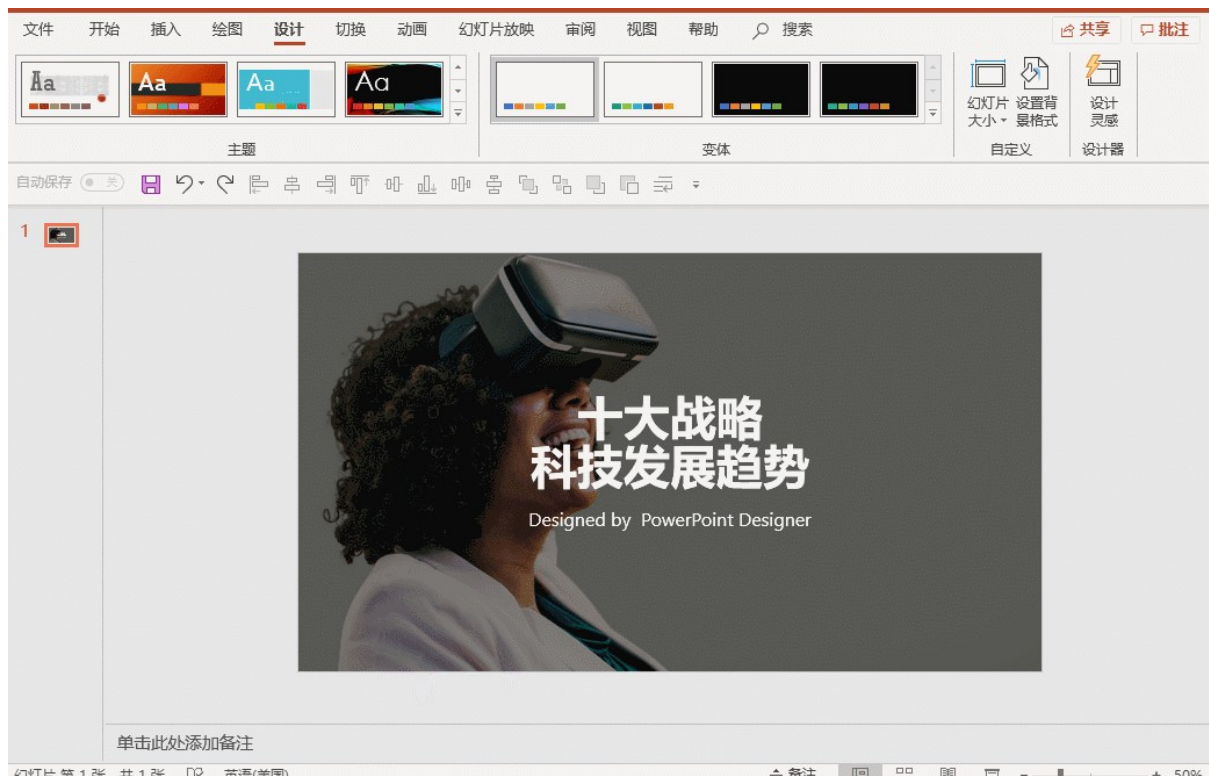 文件 开始 插入 绘图 设计 切换 动画 幻灯片放映 审阅 视图 帮助 搜索 共享 批注
Aa Aa Aa Aa
幻灯片大小 设置背景格式 设计灵感
主题 变体 自定义 设计器
自动保存 关
1
十大战略
科技发展趋势
Designed by PowerPoint Designer
单击此处添加备注
幻灯片 第 1 张，共 1 张 英语(美国) 备注 50%